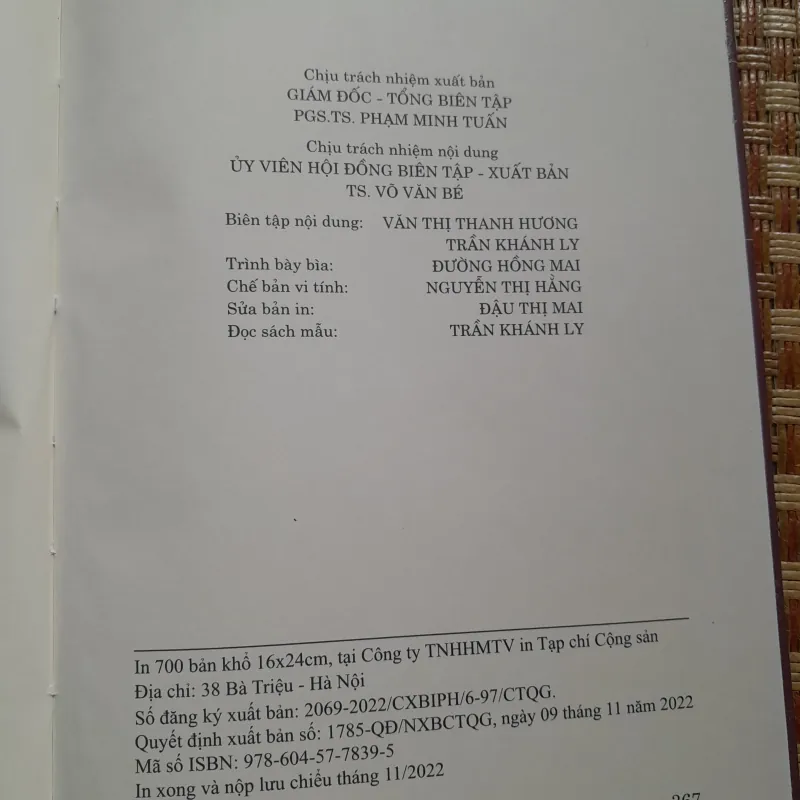 Chịu trách nhiệm xuất bản
GIÁM ĐỐC - TỔNG BIÊN TẬP
PGS.TS. PHẠM MINH TUẤN
Chịu trách nhiệm nội dung
ỦY VIÊN HỘI ĐỒNG BIÊN TẬP - XUẤT BẢN
TS. VÕ VĂN BÉ
Biên tập nội dung: VĂN THỊ THANH HƯƠNG
TRẦN KHÁNH LY
Trình bày bìa: ĐƯỜNG HỒNG MAI
Chế bản vi tính: NGUYỄN THỊ HẰNG
Sửa bản in: ĐẬU THỊ MAI
Đọc sách mẫu: TRẦN KHÁNH LY
In 700 bản khổ 16x24cm, tại Công ty TNHHMTV in Tạp chí Cộng sản
Địa chỉ: 38 Bà Triệu - Hà Nội
Số đăng ký xuất bản: 2069-2022/CXBIPH/6-97/CTQG.
Quyết định xuất bản số: 1785-QĐ/NXBCTQG, ngày 09 tháng 11 năm 2022
Mã số ISBN: 978-604-57-7839-5
In xong và nộp lưu chiểu tháng 11/2022